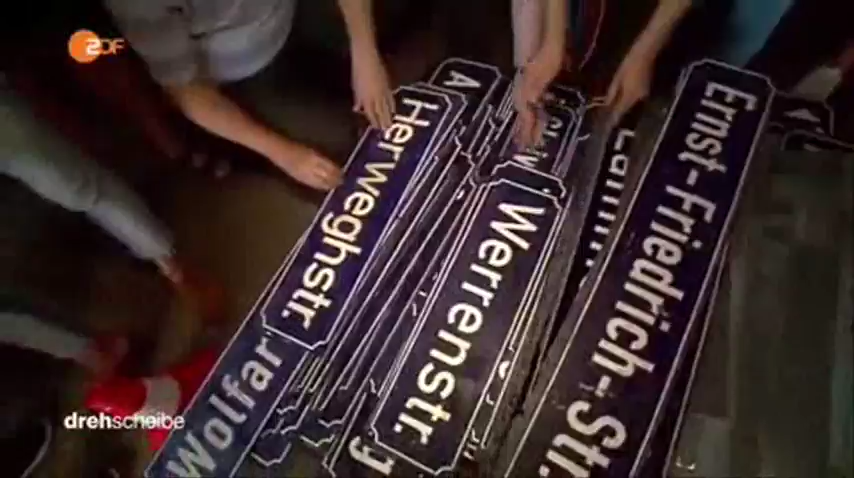 ZDF
A
Herweghstr.
Werrenstr.
Ernst-Friedrich-Str.
Wolfar
g
drehscheibe